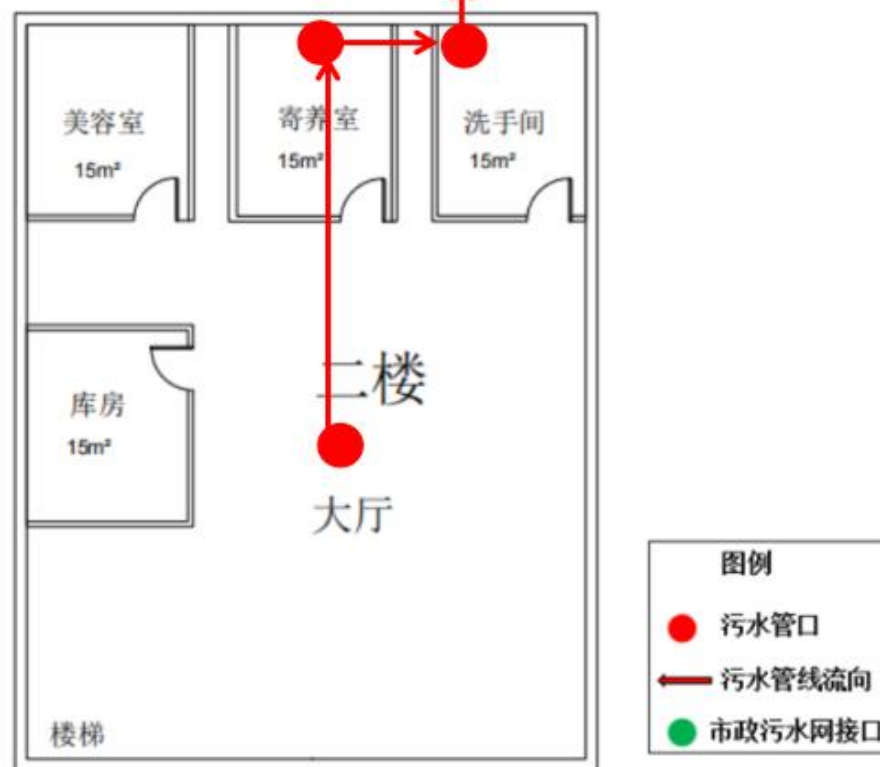 美容室
15m²
寄养室
15m²
洗手间
15m²
库房
15m²
二楼
大厅
楼梯
图例
污水管口
污水管线流向
市政污水网接口